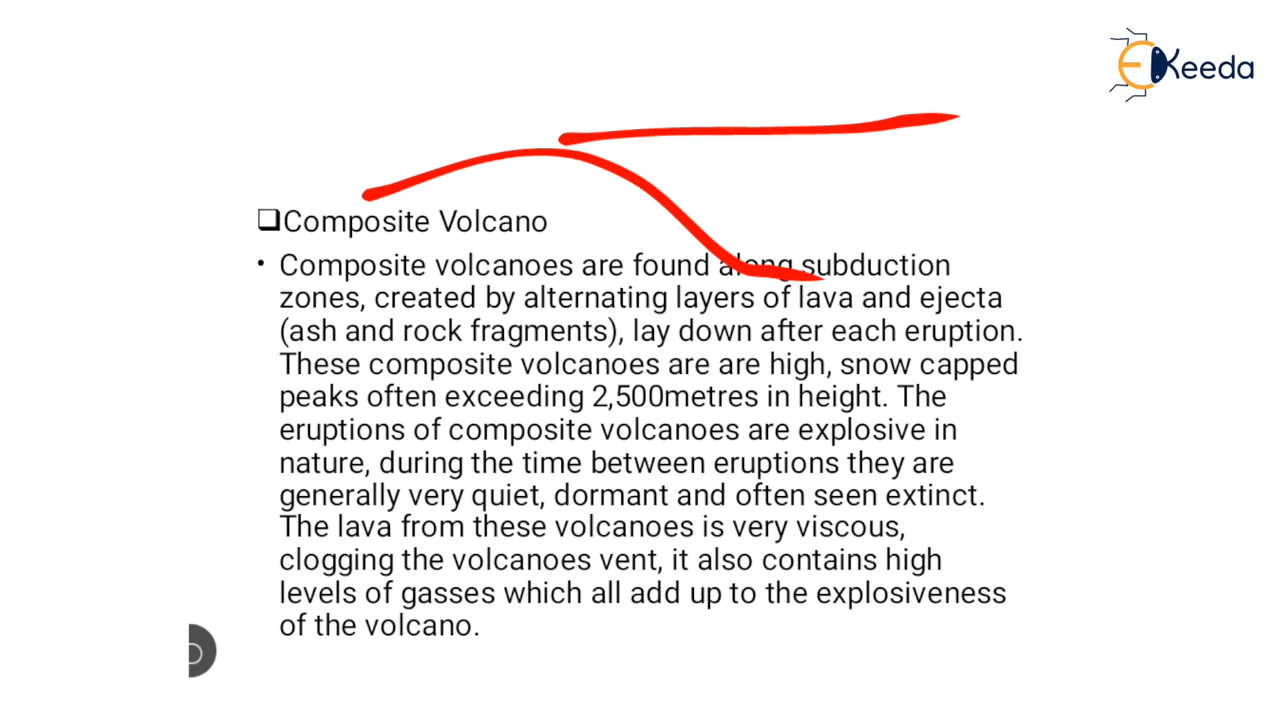 EKeeda
❑Composite Volcano
• Composite volcanoes are found along subduction
zones, created by alternating layers of lava and ejecta
(ash and rock fragments), lay down after each eruption.
These composite volcanoes are are high, snow capped
peaks often exceeding 2,500metres in height. The
eruptions of composite volcanoes are explosive in
nature, during the time between eruptions they are
generally very quiet, dormant and often seen extinct.
The lava from these volcanoes is very viscous,
clogging the volcanoes vent, it also contains high
levels of gasses which all add up to the explosiveness
of the volcano.